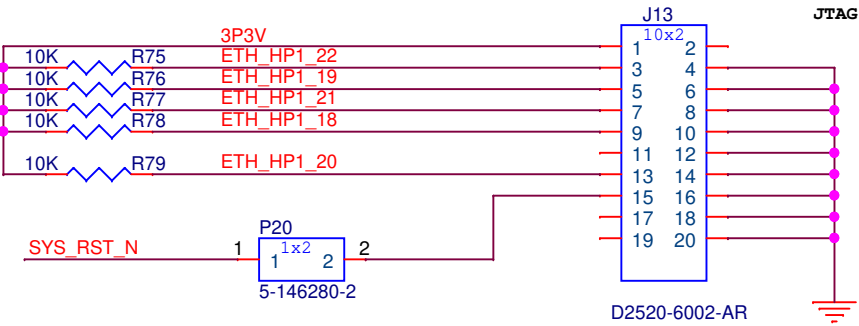 J13
JTAG
3P3V
10x2
1 2
10K R75 ETH_HP1_22
3 4
10K R76 ETH_HP1_19
5 6
10K R77 ETH_HP1_21
7 8
10K R78 ETH_HP1_18
9 10
11 12
10K R79 ETH_HP1_20
13 14
15 16
17 18
19 20
P20
SYS_RST_N 1 1x2 2
1 2
5-146280-2
D2520-6002-AR